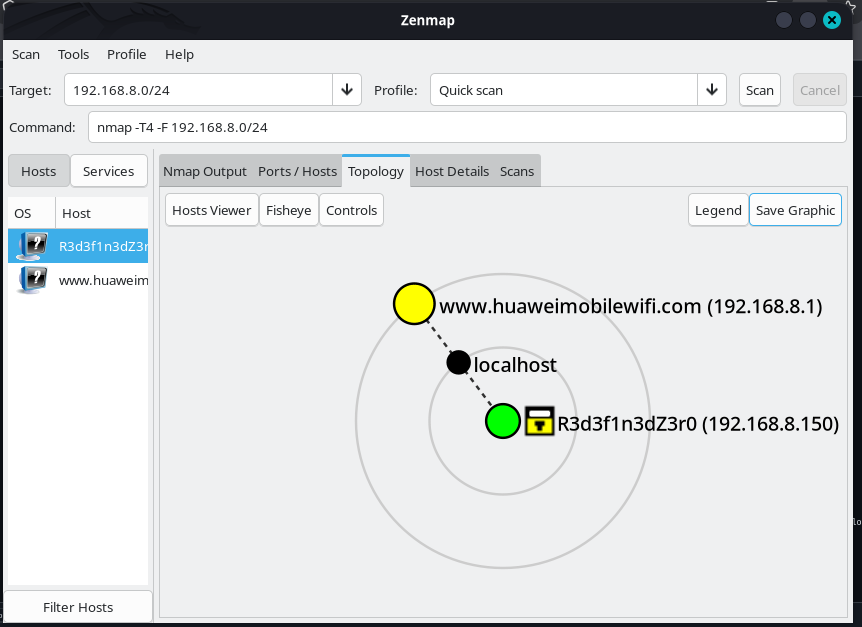 Zenmap
Scan Tools Profile Help
Target: 192.168.8.0/24 Profile: Quick scan Scan Cancel
Command: nmap -T4 -F 192.168.8.0/24
Hosts Services
Nmap Output Ports / Hosts Topology Host Details Scans
OS Host
Hosts Viewer Fisheye Controls Legend Save Graphic
R3d3f1n3dZ3r
www.huaweim
www.huaweimobilewifi.com (192.168.8.1)
localhost
R3d3f1n3dZ3r0 (192.168.8.150)
Filter Hosts